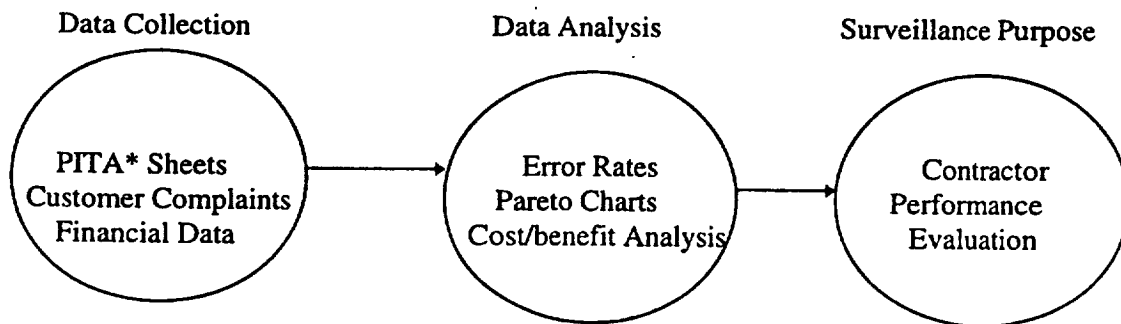 Data Collection
Data Analysis
Surveillance Purpose
PITA* Sheets
Customer Complaints
Financial Data
Error Rates
Pareto Charts
Cost/benefit Analysis
Contractor
Performance
Evaluation